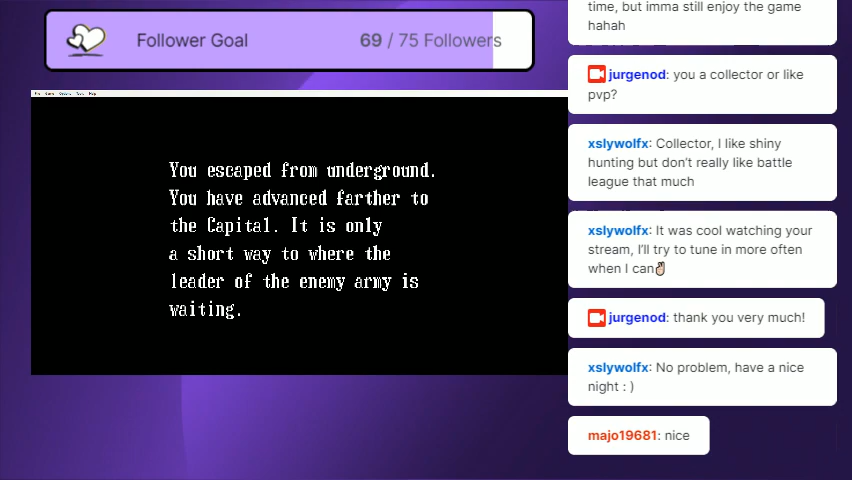 Follower Goal
69 / 75 Followers
You escaped from underground.
You have advanced farther to
the Capital. It is only
a short way to where the
leader of the enemy army is
waiting.
time, but imma still enjoy the game
hahah
jurgenod: you a collector or like
pvp?
xslywolfx: Collector, I like shiny
hunting but don't really like battle
league that much
xslywolfx: It was cool watching your
stream, I'll try to tune in more often
when I can✌🏻
jurgenod: thank you very much!
xslywolfx: No problem, have a nice
night : )
majo19681: nice